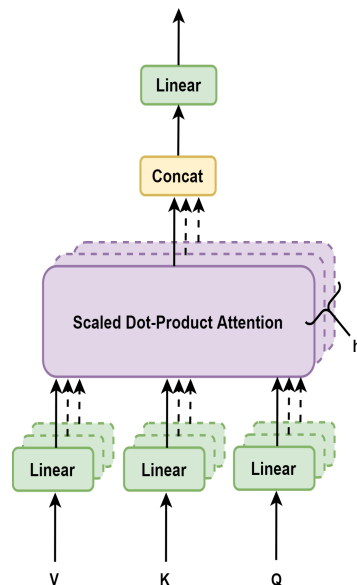 Linear
Concat
Scaled Dot-Product Attention
h
Linear Linear Linear
V K Q